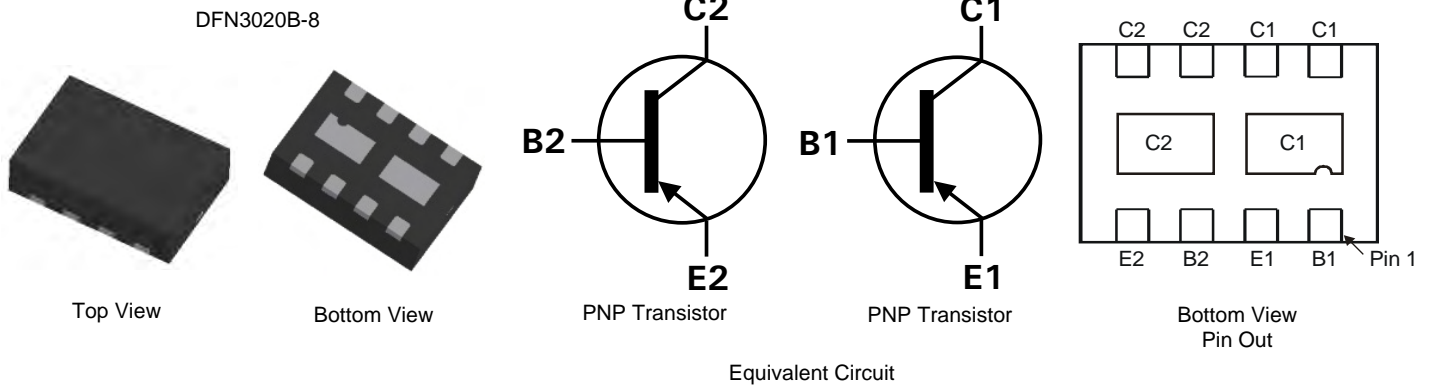 DFN3020B-8
Top View
Bottom View
C2
B2
E2
PNP Transistor
C1
B1
E1
PNP Transistor
Equivalent Circuit
C2 C2 C1 C1
C2 C1
E2 B2 E1 B1 Pin 1
Bottom View
Pin Out